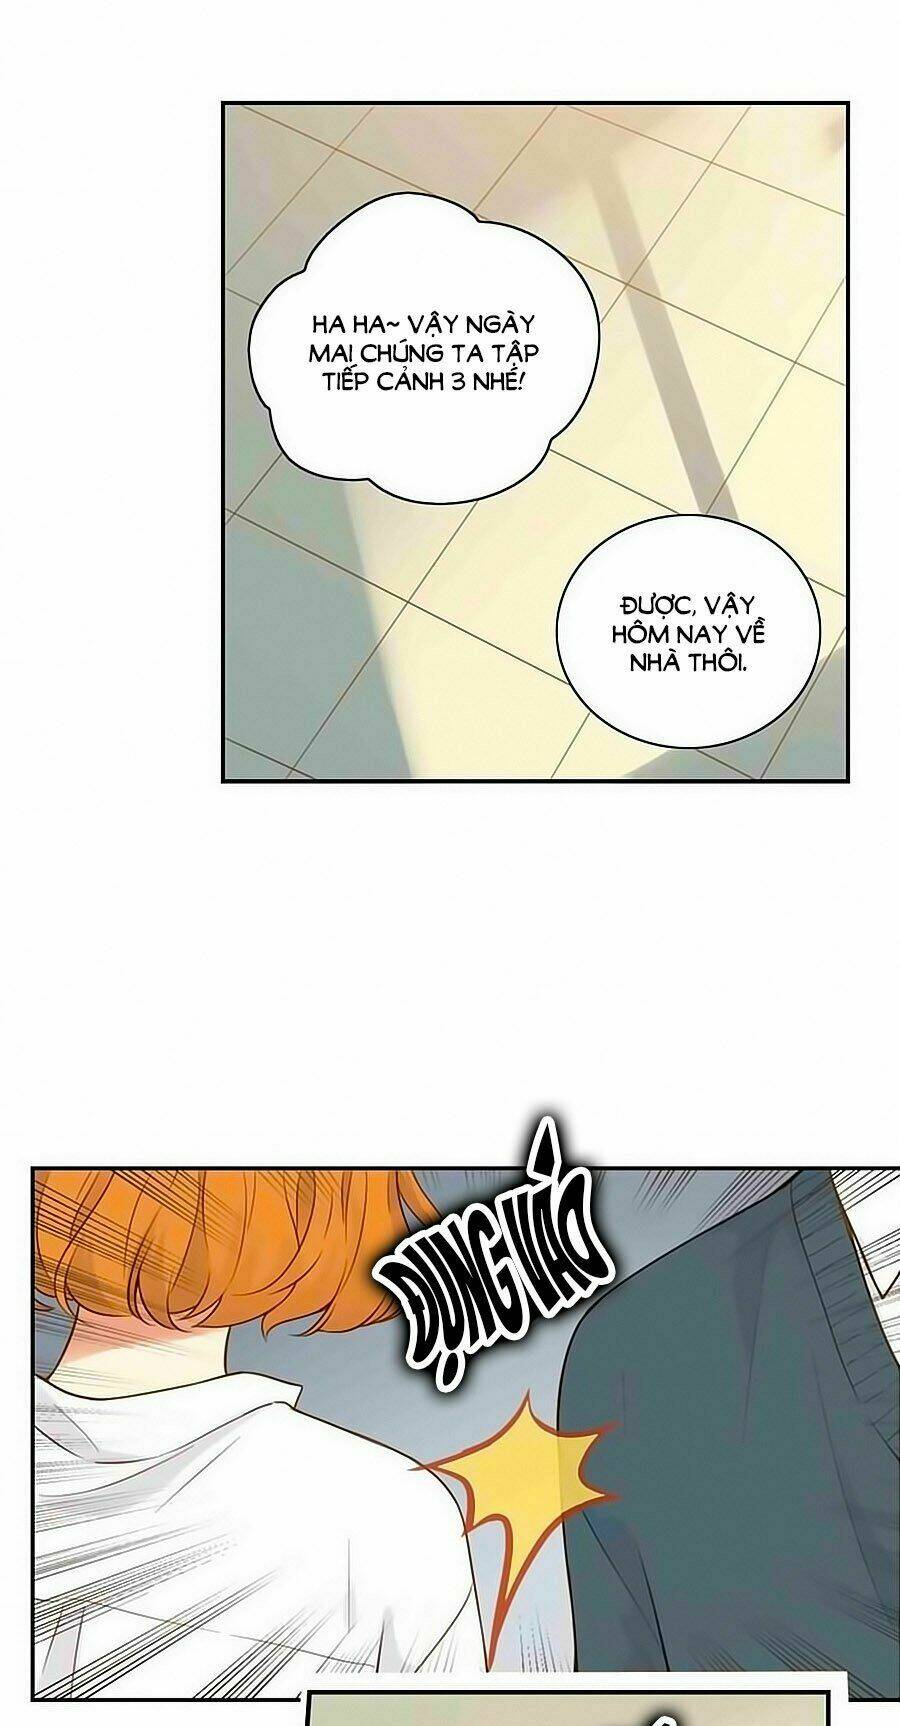 HA HA~ VẬY NGÀY
MAI CHÚNG TA TẬP
TIẾP CẢNH 3 NHÉ!
ĐƯỢC, VẬY
HÔM NAY VỀ
NHÀ THÔI.
ĐỤNG VÀO